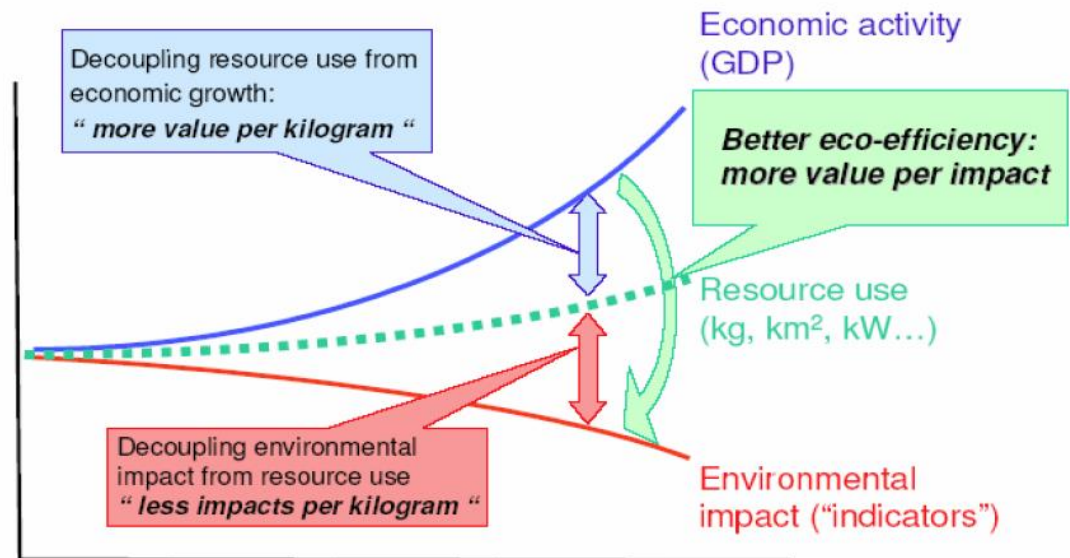 Economic activity
(GDP)
Decoupling resource use from
economic growth:
“ more value per kilogram “
Better eco-efficiency:
more value per impact
Resource use
(kg, km², kW…)
Decoupling environmental
impact from resource use
“ less impacts per kilogram “
Environmental
impact (“indicators”)